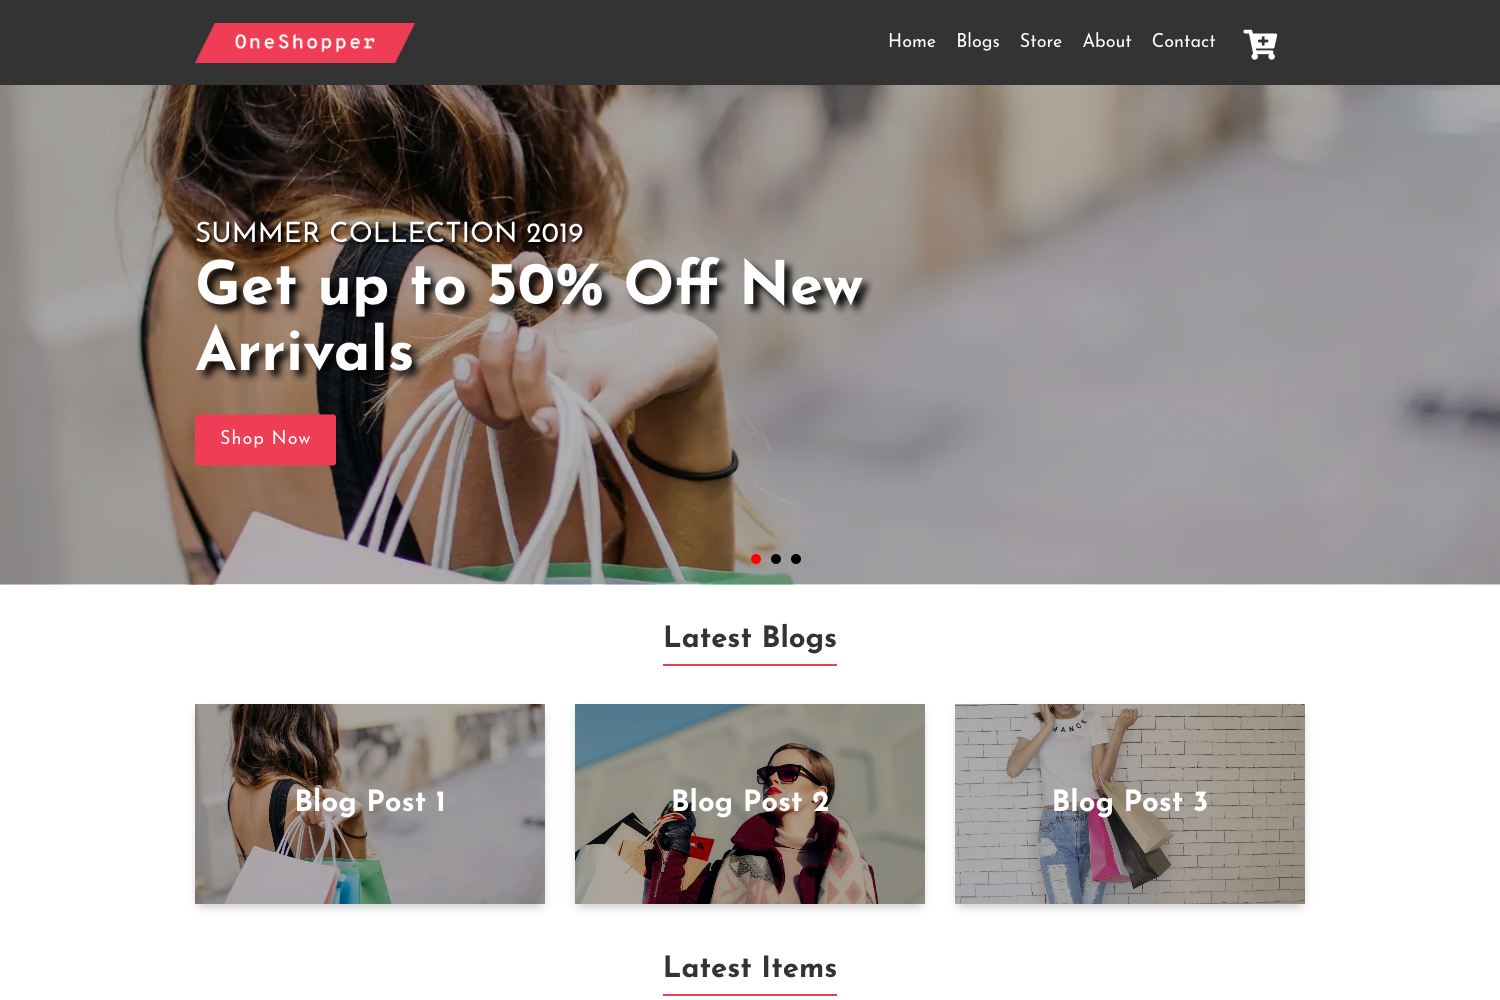 OneShopper
Home Blogs Store About Contact
SUMMER COLLECTION 2019
Get up to 50% Off New
Arrivals
Shop Now
Latest Blogs
MANCE
Blog Post 1 Blog Post 2 Blog Post 3
Latest Items